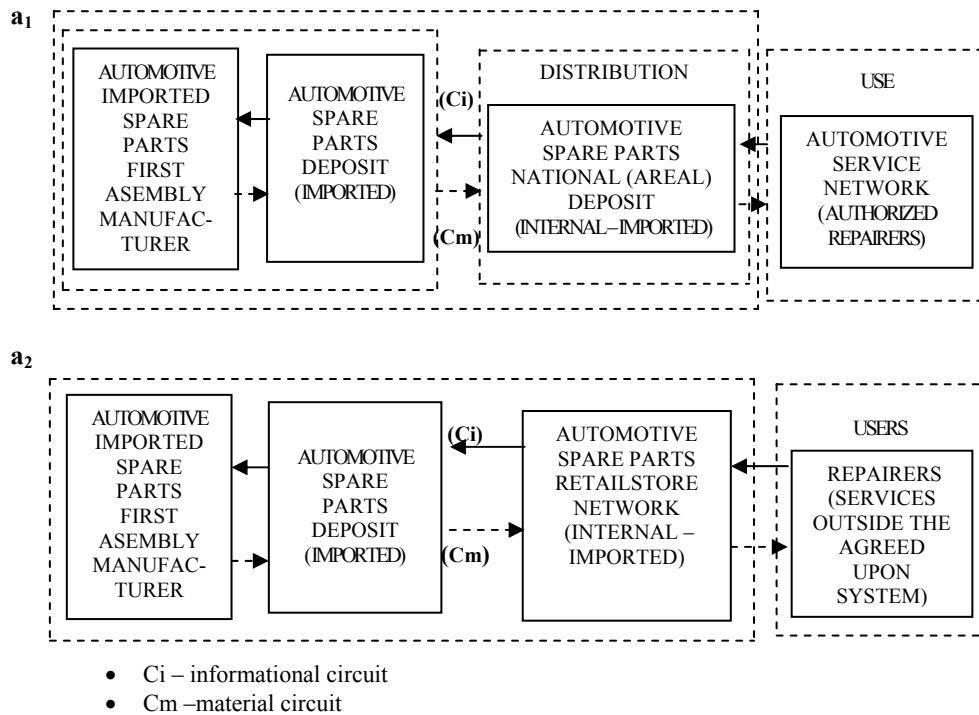 a1
AUTOMOTIVE
IMPORTED
SPARE
PARTS
FIRST
ASEMBLY
MANUFAC-
TURER
AUTOMOTIVE
SPARE
PARTS
DEPOSIT
(IMPORTED)
(Ci)
(Cm)
DISTRIBUTION
AUTOMOTIVE
SPARE PARTS
NATIONAL (AREAL)
DEPOSIT
(INTERNAL–IMPORTED)
USE
AUTOMOTIVE
SERVICE
NETWORK
(AUTHORIZED
REPAIRERS)
a2
AUTOMOTIVE
IMPORTED
SPARE
PARTS
FIRST
ASEMBLY
MANUFAC-
TURER
AUTOMOTIVE
SPARE
PARTS
DEPOSIT
(IMPORTED)
(Ci)
(Cm)
AUTOMOTIVE
SPARE PARTS
RETAILSTORE
NETWORK
(INTERNAL –
IMPORTED)
USERS
REPAIRERS
(SERVICES
OUTSIDE THE
AGREED
UPON
SYSTEM)
• Ci – informational circuit
• Cm –material circuit